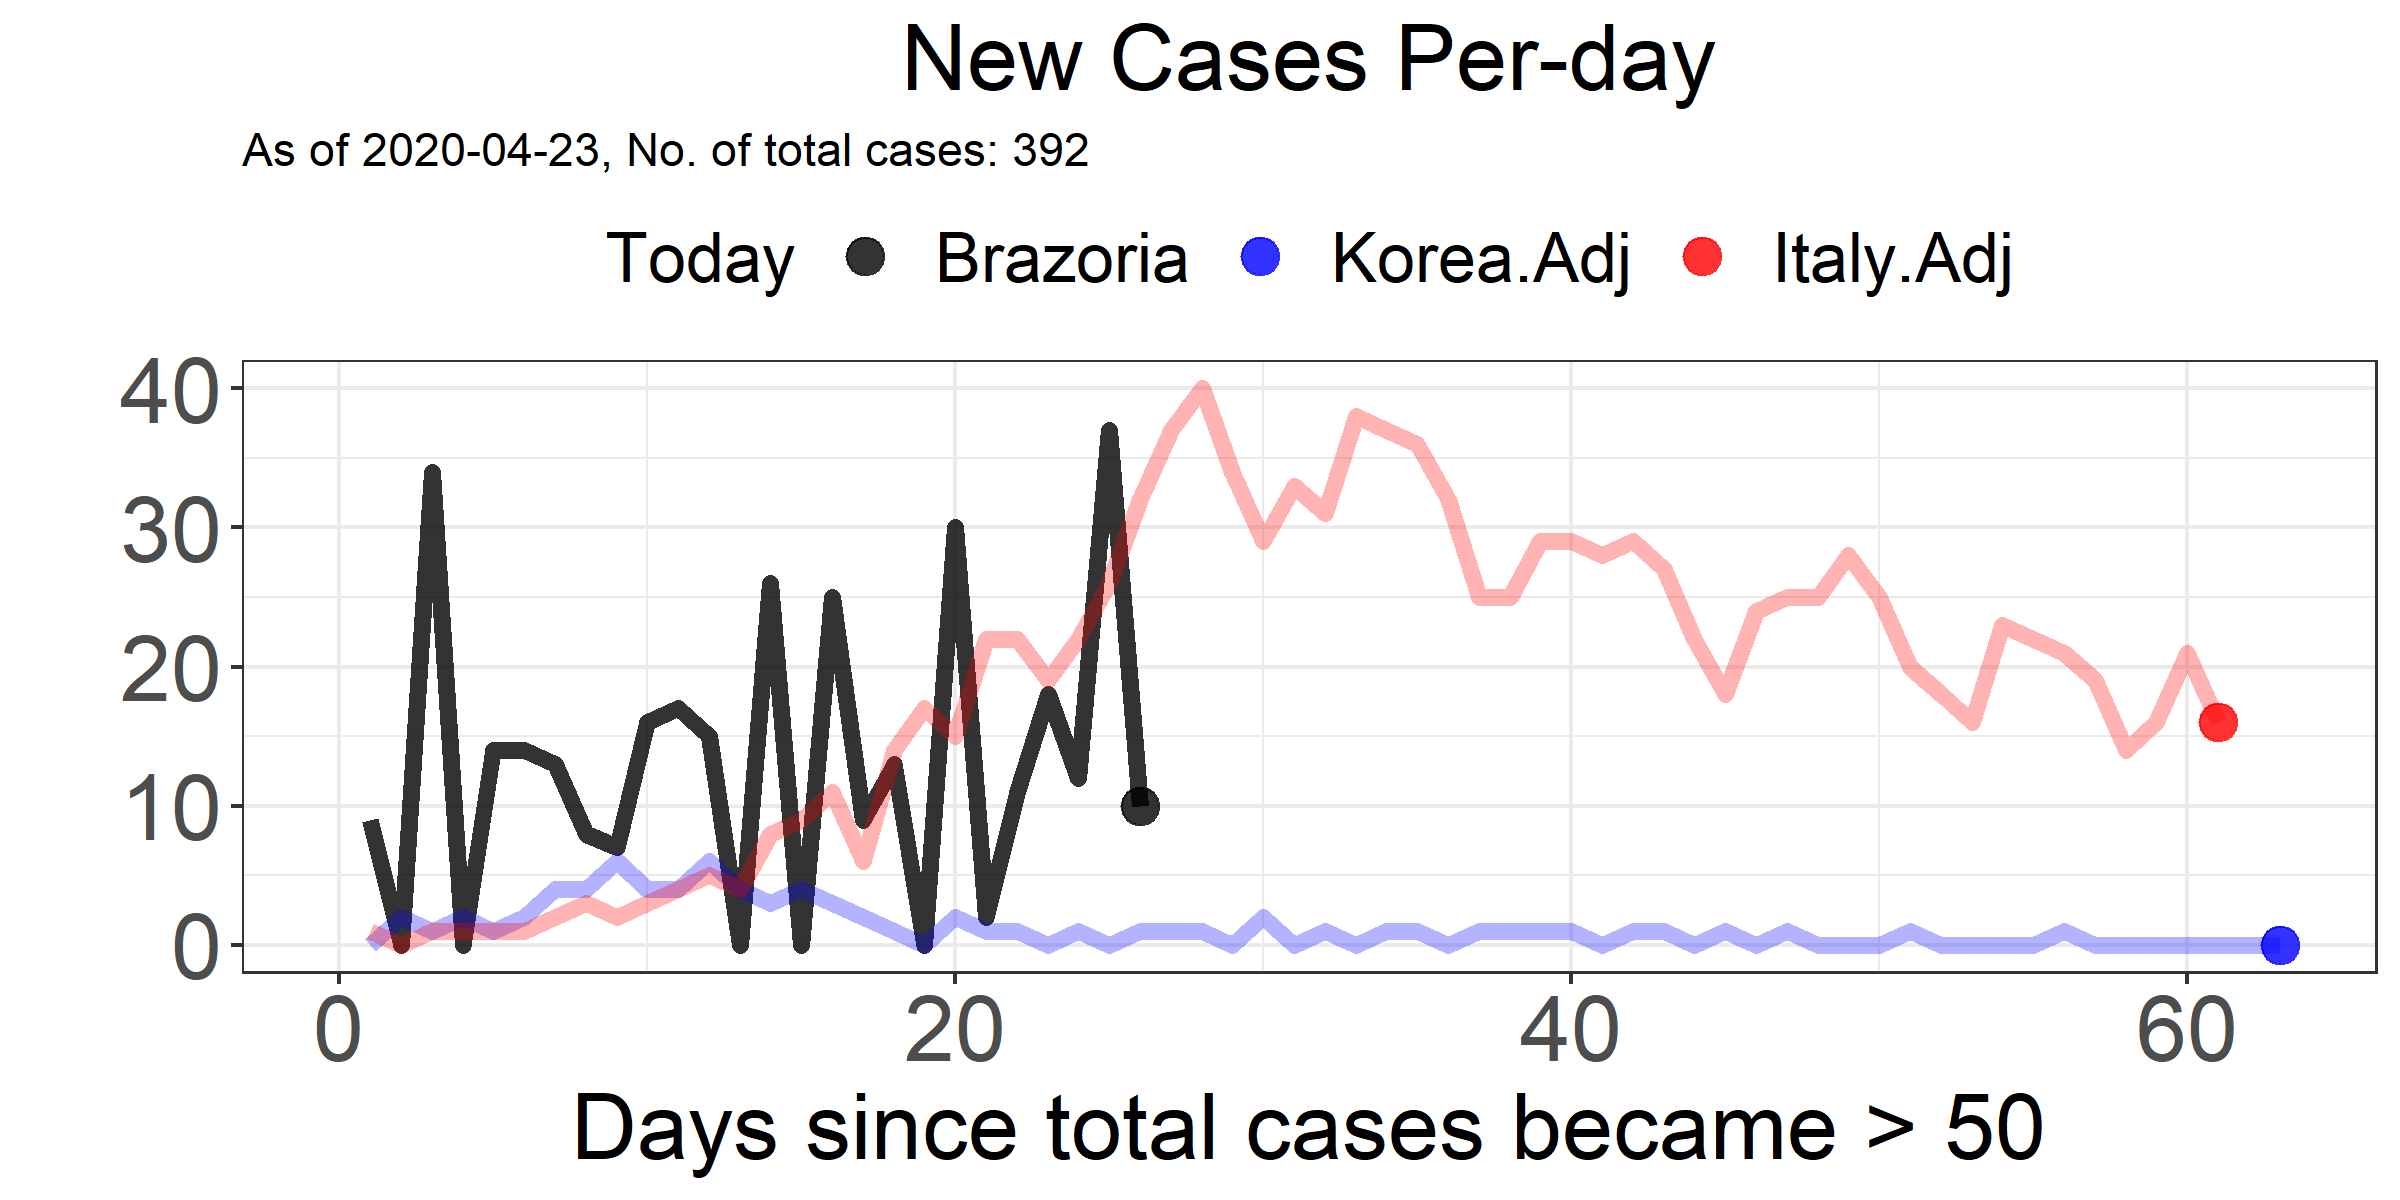 New Cases Per-day
As of 2020-04-23, No. of total cases: 392
Today Brazoria Korea.Adj Italy.Adj
40
30
20
10
0
0 20 40 60
Days since total cases became > 50